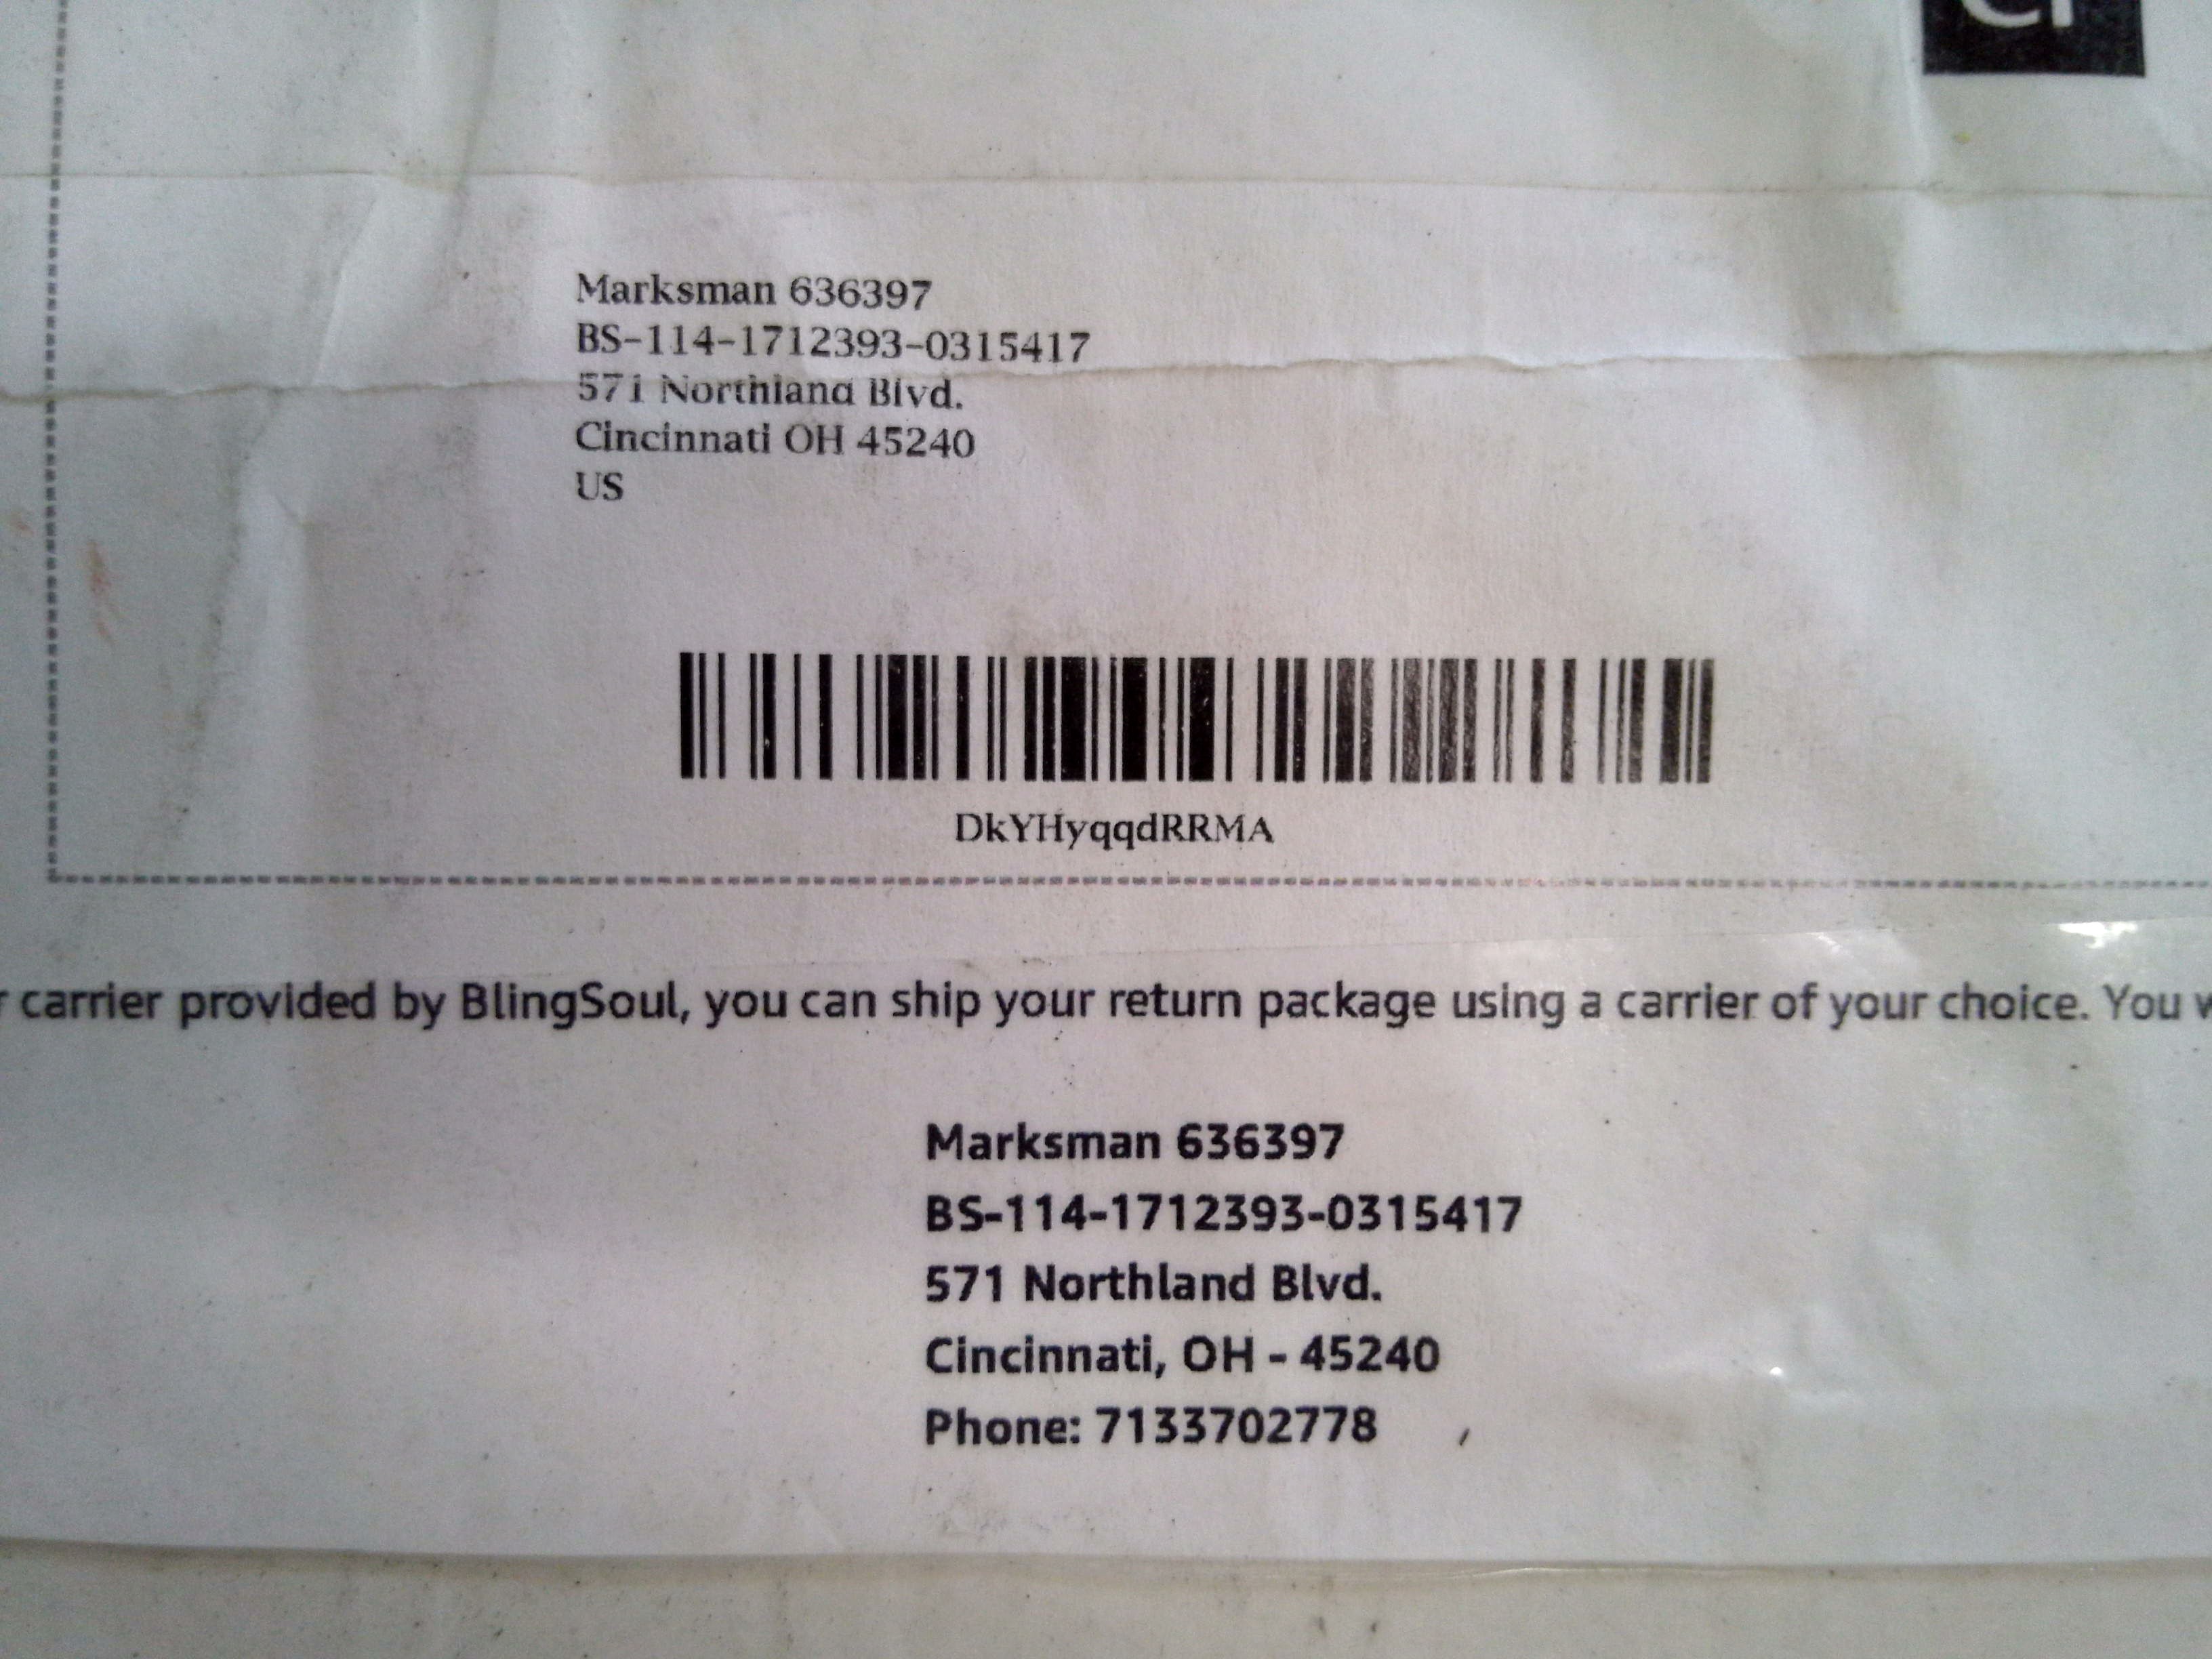 Marksman 636397
BS-114-1712393-0315417
571 Northland Blvd.
Cincinnati OH 45240
US
DkYHyqqdRRMA
carrier provided by BlingSoul, you can ship your return package using a carrier of your choice. You
Marksman 636397
BS-114-1712393-0315417
571 Northland Blvd.
Cincinnati, OH - 45240
Phone: 7133702778